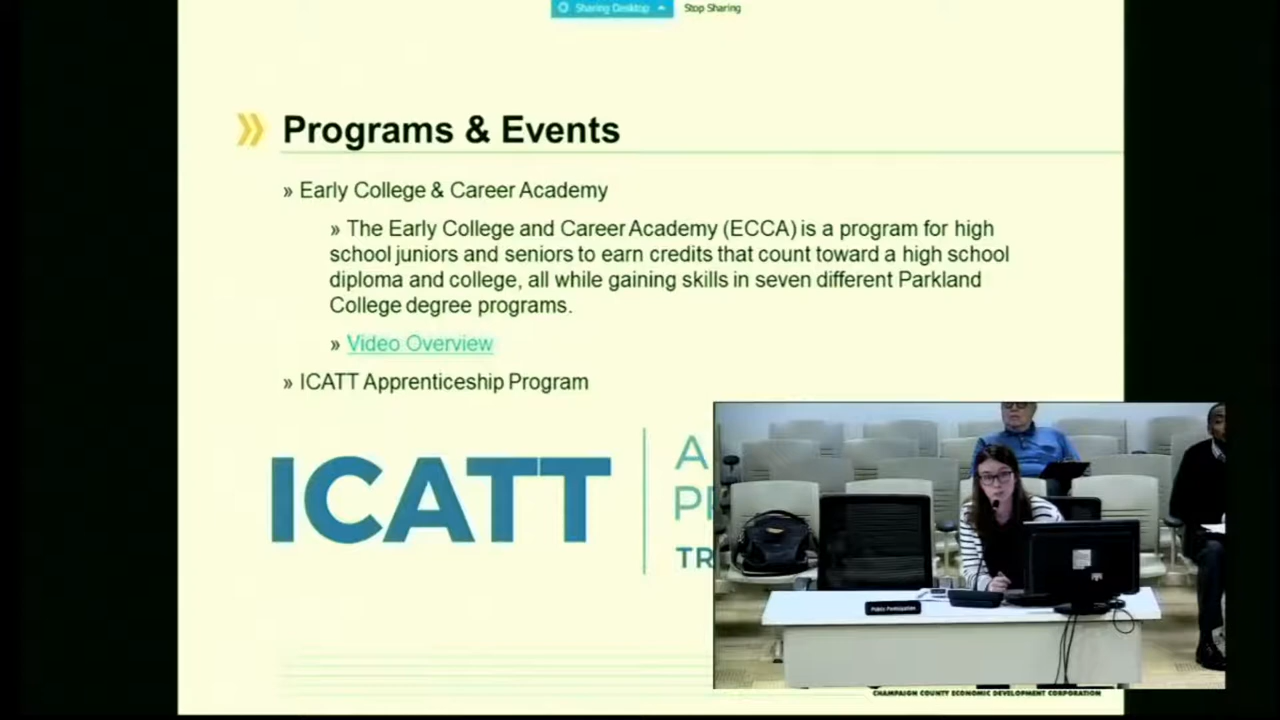 Sharing Desktop Stop Sharing
» Programs & Events
» Early College & Career Academy
» The Early College and Career Academy (ECCA) is a program for high
school juniors and seniors to earn credits that count toward a high school
diploma and college, all while gaining skills in seven different Parkland
College degree programs.
» Video Overview
» ICATT Apprenticeship Program
ICATT
A
TR
Public Participation
CHAMPAIGN COUNTY ECONOMIC DEVELOPMENT CORPORATION